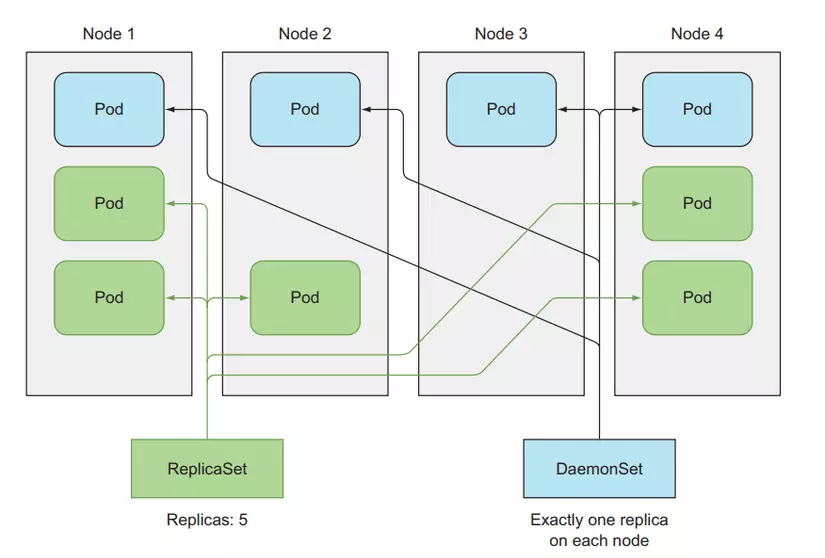 Node 1
Node 2
Node 3
Node 4
Pod
Pod
Pod
Pod
Pod
Pod
Pod
Pod
Pod
ReplicaSet
DaemonSet
Replicas: 5
Exactly one replica
on each node